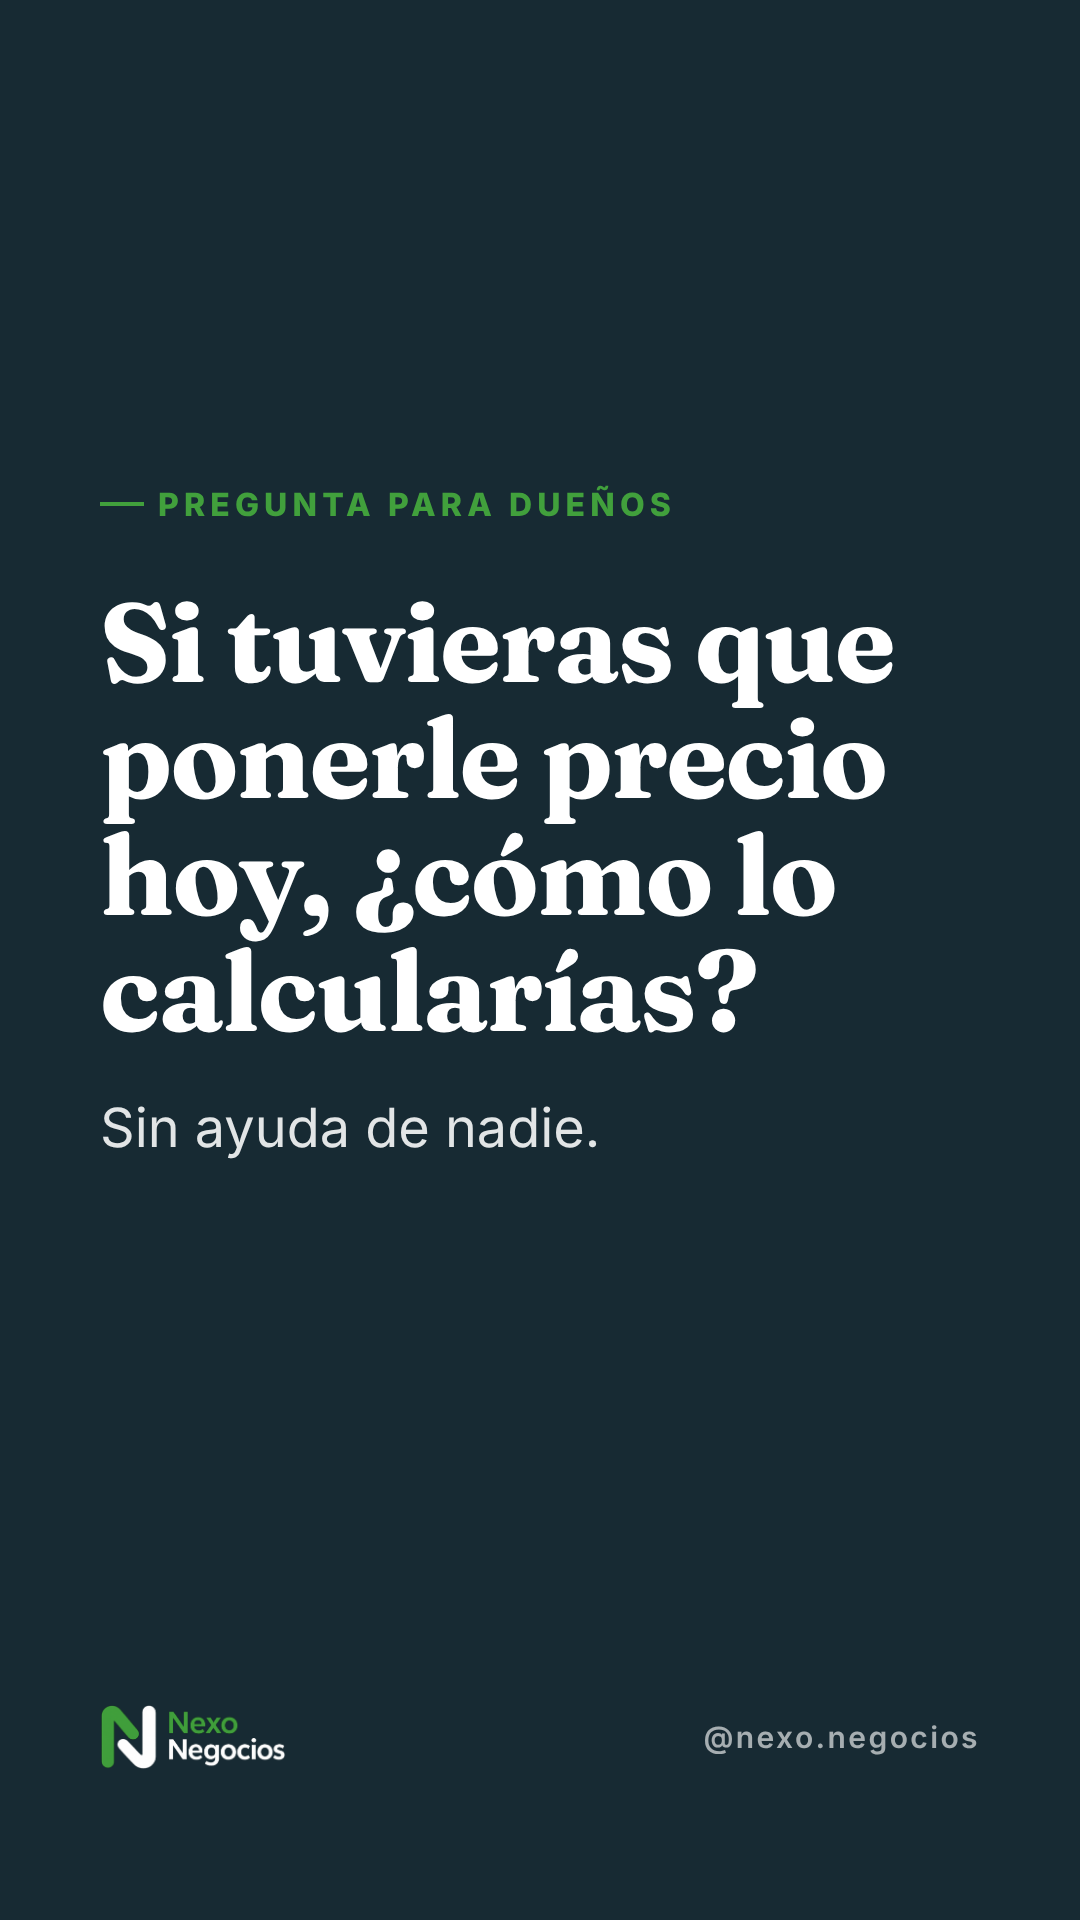 PREGUNTA PARA DUEÑOS
Si tuvieras que
ponerle precio
hoy, ¿cómo lo
calcularías?
Sin ayuda de nadie.
Nexo
Negocios
@nexo.negocios